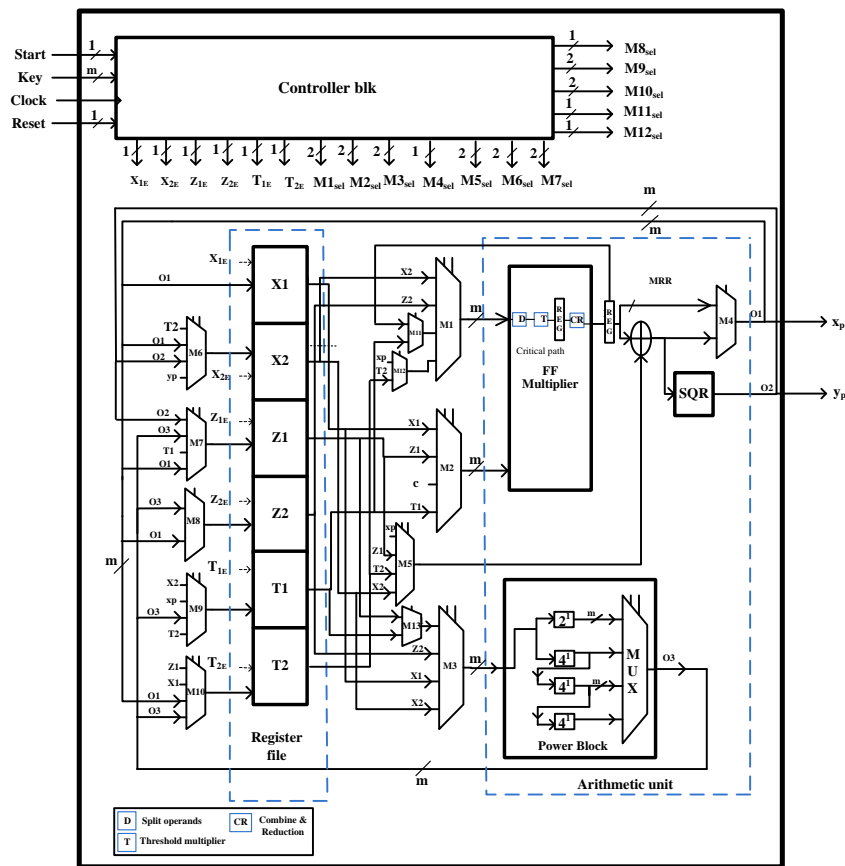 Start
Key
Clock
Reset
1
m
1
Controller blk
1
2
2
1
1
M8sel
M9sel
M10sel
M11sel
M12sel
1 1 1 1 1 1 2 2 2 1 2 2 2
X1E X2E Z1E Z2E T1E T2E M1sel M2sel M3sel M4sel M5sel M6sel M7sel
m
m
O1
X1E
X1
T2
O1
O2
yp
M6
X2E
X2
O2
O3
T1
O1
M7
Z1E
Z1
O3
O1
M8
Z2E
Z2
m
X2
xp
O3
T2
M9
T1E
T1
Z1
X1
O1
O3
M10
T2E
T2
Register
file
X2
Z2
M11
xp
T2
M12
M1
m
X1
Z1
c
T1
M2
m
xp
Z1
T2
X2
M5
M13
Z2
X1
X2
M3
m
D
T
REG
CR
Critical path
FF
Multiplier
REG
MRR
M4
O1
xp
SQR
O2
yp
2¹
4¹
4¹
4¹
m
m
MUX
O3
Power Block
m
Arithmetic unit
D Split operands
T Threshold multiplier
CR Combine &
Reduction